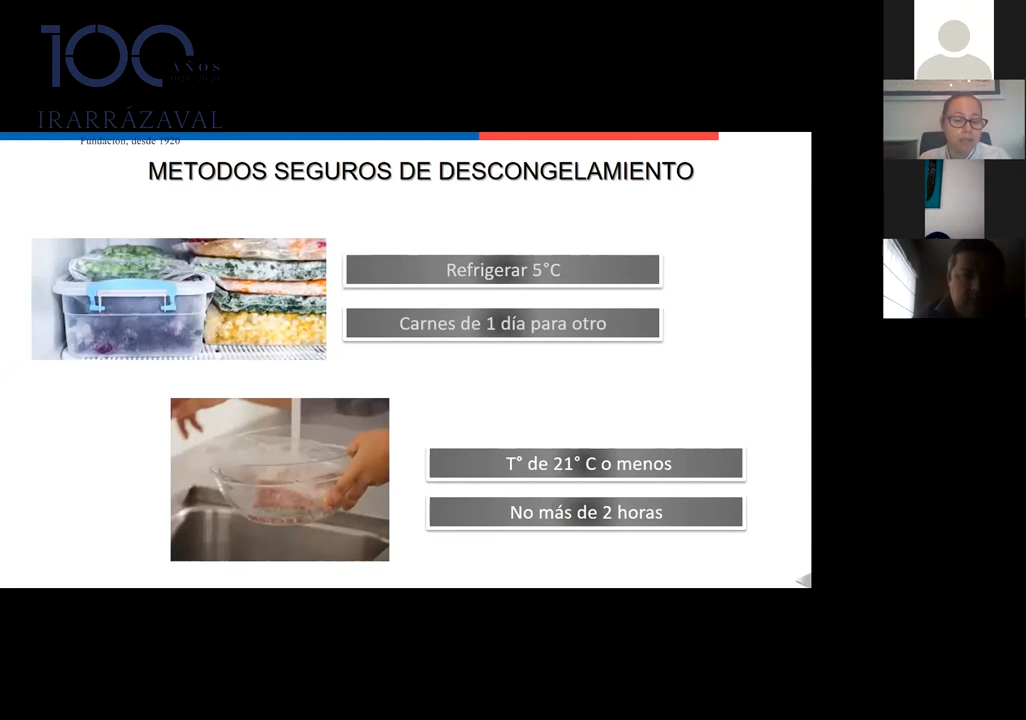 100
AÑOS
IRARRÁZAVAL
Fundación, desde 1920
METODOS SEGUROS DE DESCONGELAMIENTO
Refrigerar 5°C
Carnes de 1 día para otro
T° de 21° C o menos
No más de 2 horas